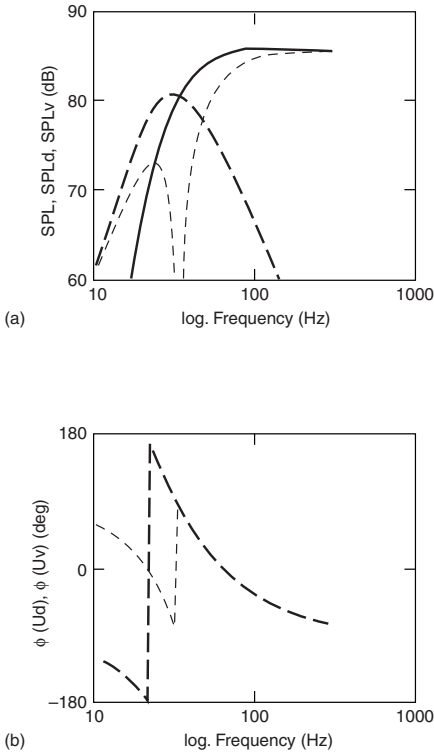 90
80
70
60
SPL, SPLd, SPLv (dB)
10
100
1000
(a)
log. Frequency (Hz)
180
0
−180
ϕ (Ud), ϕ (Uv) (deg)
10
100
1000
(b)
log. Frequency (Hz)